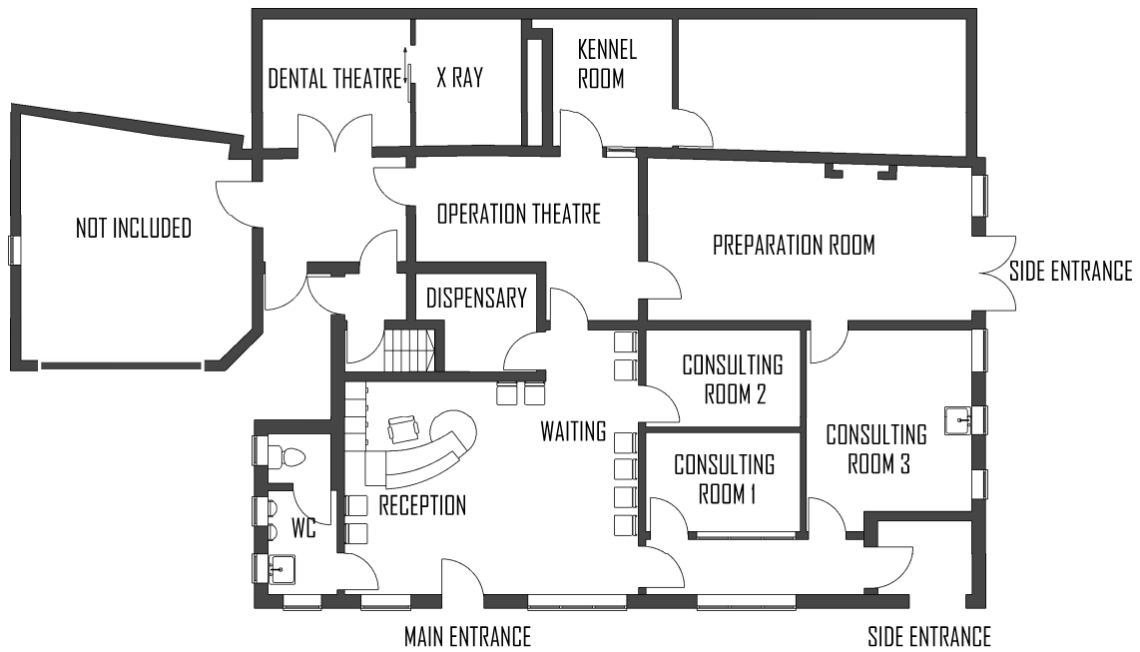 KENNEL
ROOM
DENTAL THEATRE
X RAY
NOT INCLUDED
OPERATION THEATRE
PREPARATION ROOM
SIDE ENTRANCE
DISPENSARY
CONSULTING
ROOM 2
WAITING
CONSULTING
ROOM 3
CONSULTING
ROOM 1
RECEPTION
WC
MAIN ENTRANCE
SIDE ENTRANCE